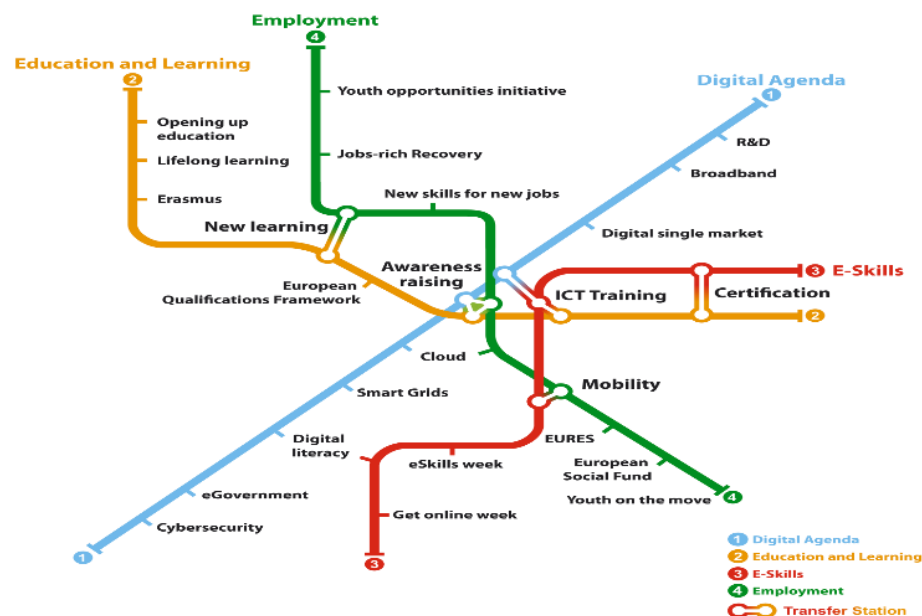 Employment
4
Education and Learning
2
Digital Agenda
1
Youth opportunities initiative
Opening up
education
R&D
Jobs-rich Recovery
Lifelong learning
Broadband
New skills for new jobs
Erasmus
New learning
Digital single market
Awareness
raising
3 E-Skills
European
Qualifications Framework
ICT Training
Certification
2
Cloud
Mobility
Smart Grids
Digital
literacy
EURES
eSkills week
European
Social Fund
eGovernment
Youth on the move
4
Get online week
Cybersecurity
1
3
1 Digital Agenda
2 Education and Learning
3 E-Skills
4 Employment
Transfer Station